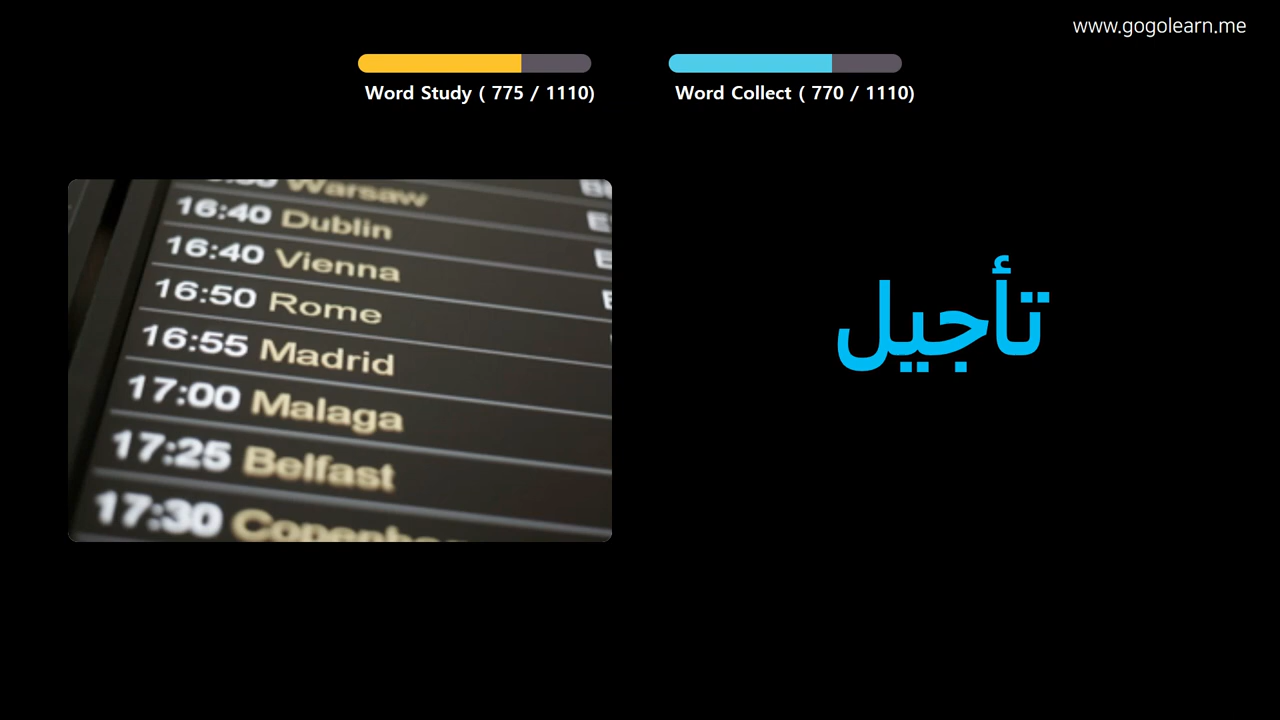 www.gogolearn.me
Word Study ( 775 / 1110)
Word Collect ( 770 / 1110)
Warsaw
16:40 Dublin
16:40 Vienna
16:50 Rome
16:55 Madrid
17:00 Malaga
17:25 Belfast
17:30
تأجيل